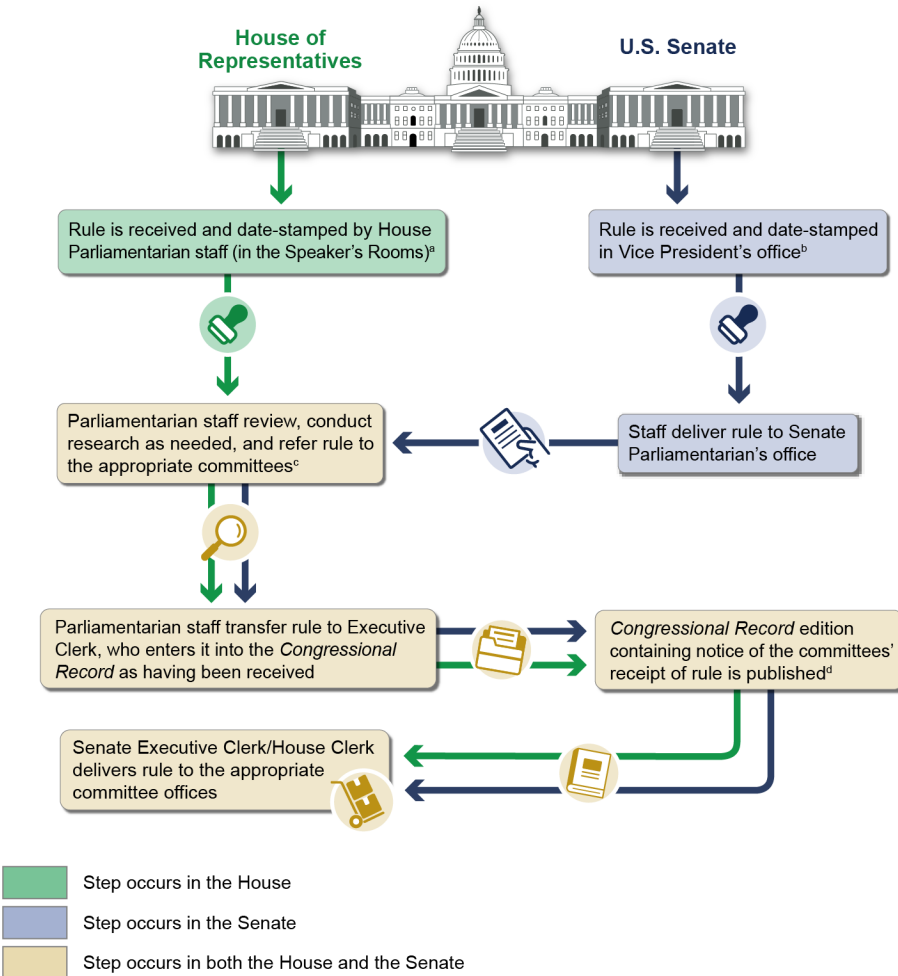 House of
Representatives
U.S. Senate
Rule is received and date-stamped by House
Parliamentarian staff (in the Speaker's Rooms)ᵃ
Rule is received and date-stamped
in Vice President's officeᵇ
Parliamentarian staff review, conduct
research as needed, and refer rule to
the appropriate committeesᶜ
Staff deliver rule to Senate
Parliamentarian's office
Parliamentarian staff transfer rule to Executive
Clerk, who enters it into the Congressional
Record as having been received
Congressional Record edition
containing notice of the committees'
receipt of rule is publishedᵈ
Senate Executive Clerk/House Clerk
delivers rule to the appropriate
committee offices
Step occurs in the House
Step occurs in the Senate
Step occurs in both the House and the Senate